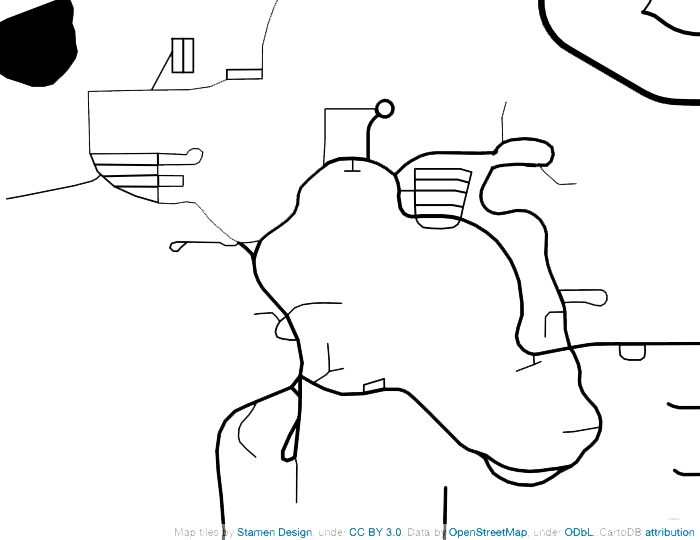 Map tiles by Stamen Design, under CC BY 3.0. Data by OpenStreetMap, under ODbL. CartoDB attribution